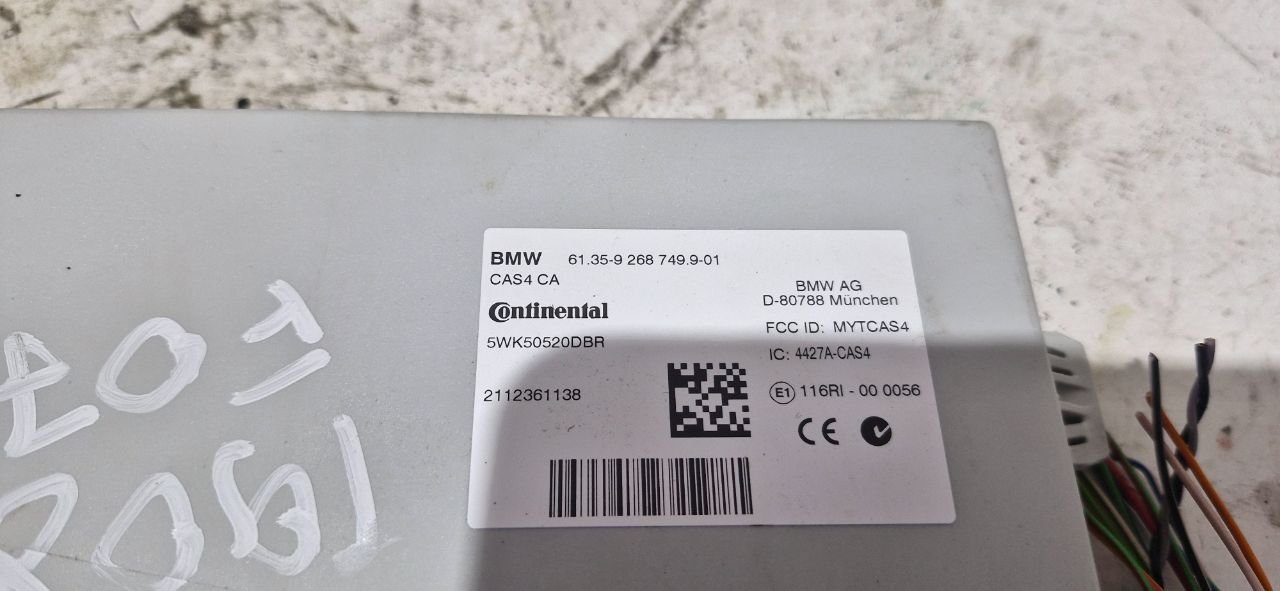 BMW 61.35-9 268 749.9-01
CAS4 CA
Continental
5WK50520DBR
2112361138
BMW AG
D-80788 München
FCC ID: MYTCAS4
IC: 4427A-CAS4
E1 116RI - 00 0056
CE